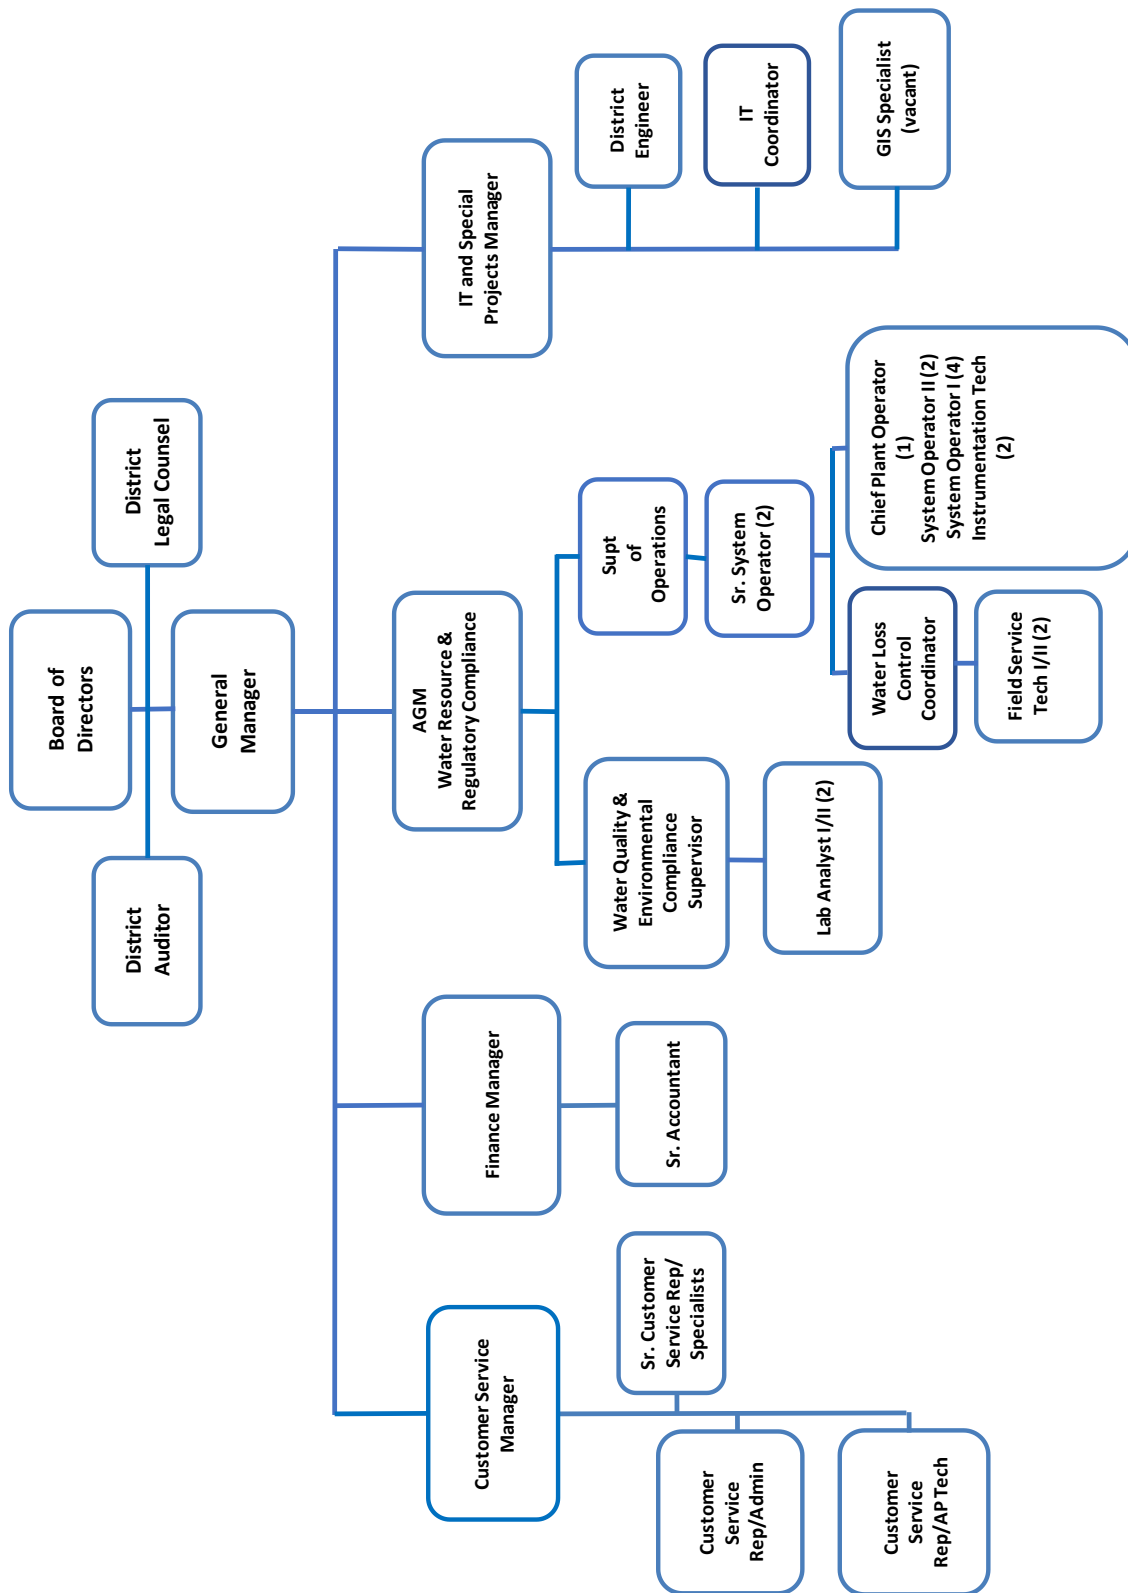 Board of
Directors
District
Auditor
District
Legal Counsel
General
Manager
Customer Service
Manager
Finance Manager
AGM
Water Resource &
Regulatory Compliance
IT and Special
Projects Manager
Sr. Customer
Service Rep/
Specialists
Customer
Service
Rep/Admin
Customer
Service
Rep/AP Tech
Sr. Accountant
Water Quality &
Environmental
Compliance
Supervisor
Lab Analyst I/II (2)
Supt
of
Operations
Sr. System
Operator (2)
Water Loss
Control
Coordinator
Field Service
Tech I/II (2)
Chief Plant Operator
(1)
System Operator II (2)
System Operator I (4)
Instrumentation Tech
(2)
District
Engineer
IT
Coordinator
GIS Specialist
(vacant)